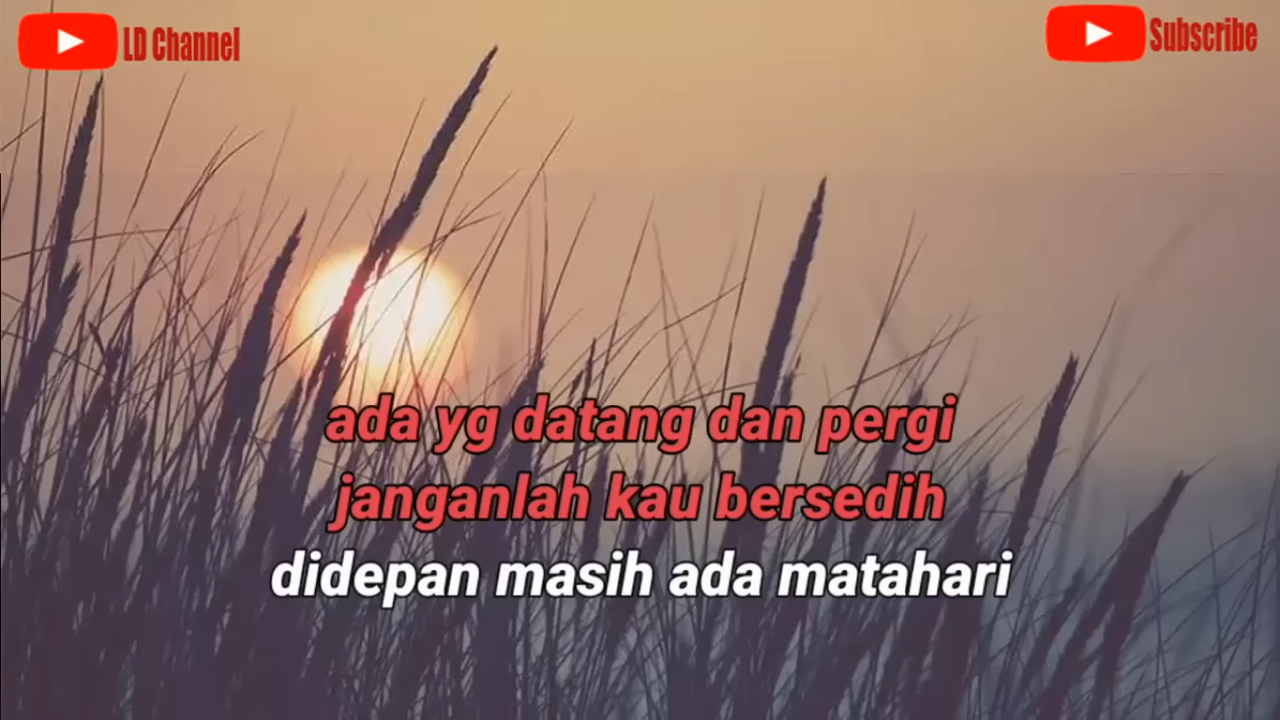 LD Channel
Subscribe
ada yg datang dan pergi
janganlah kau bersedih
didepan masih ada matahari